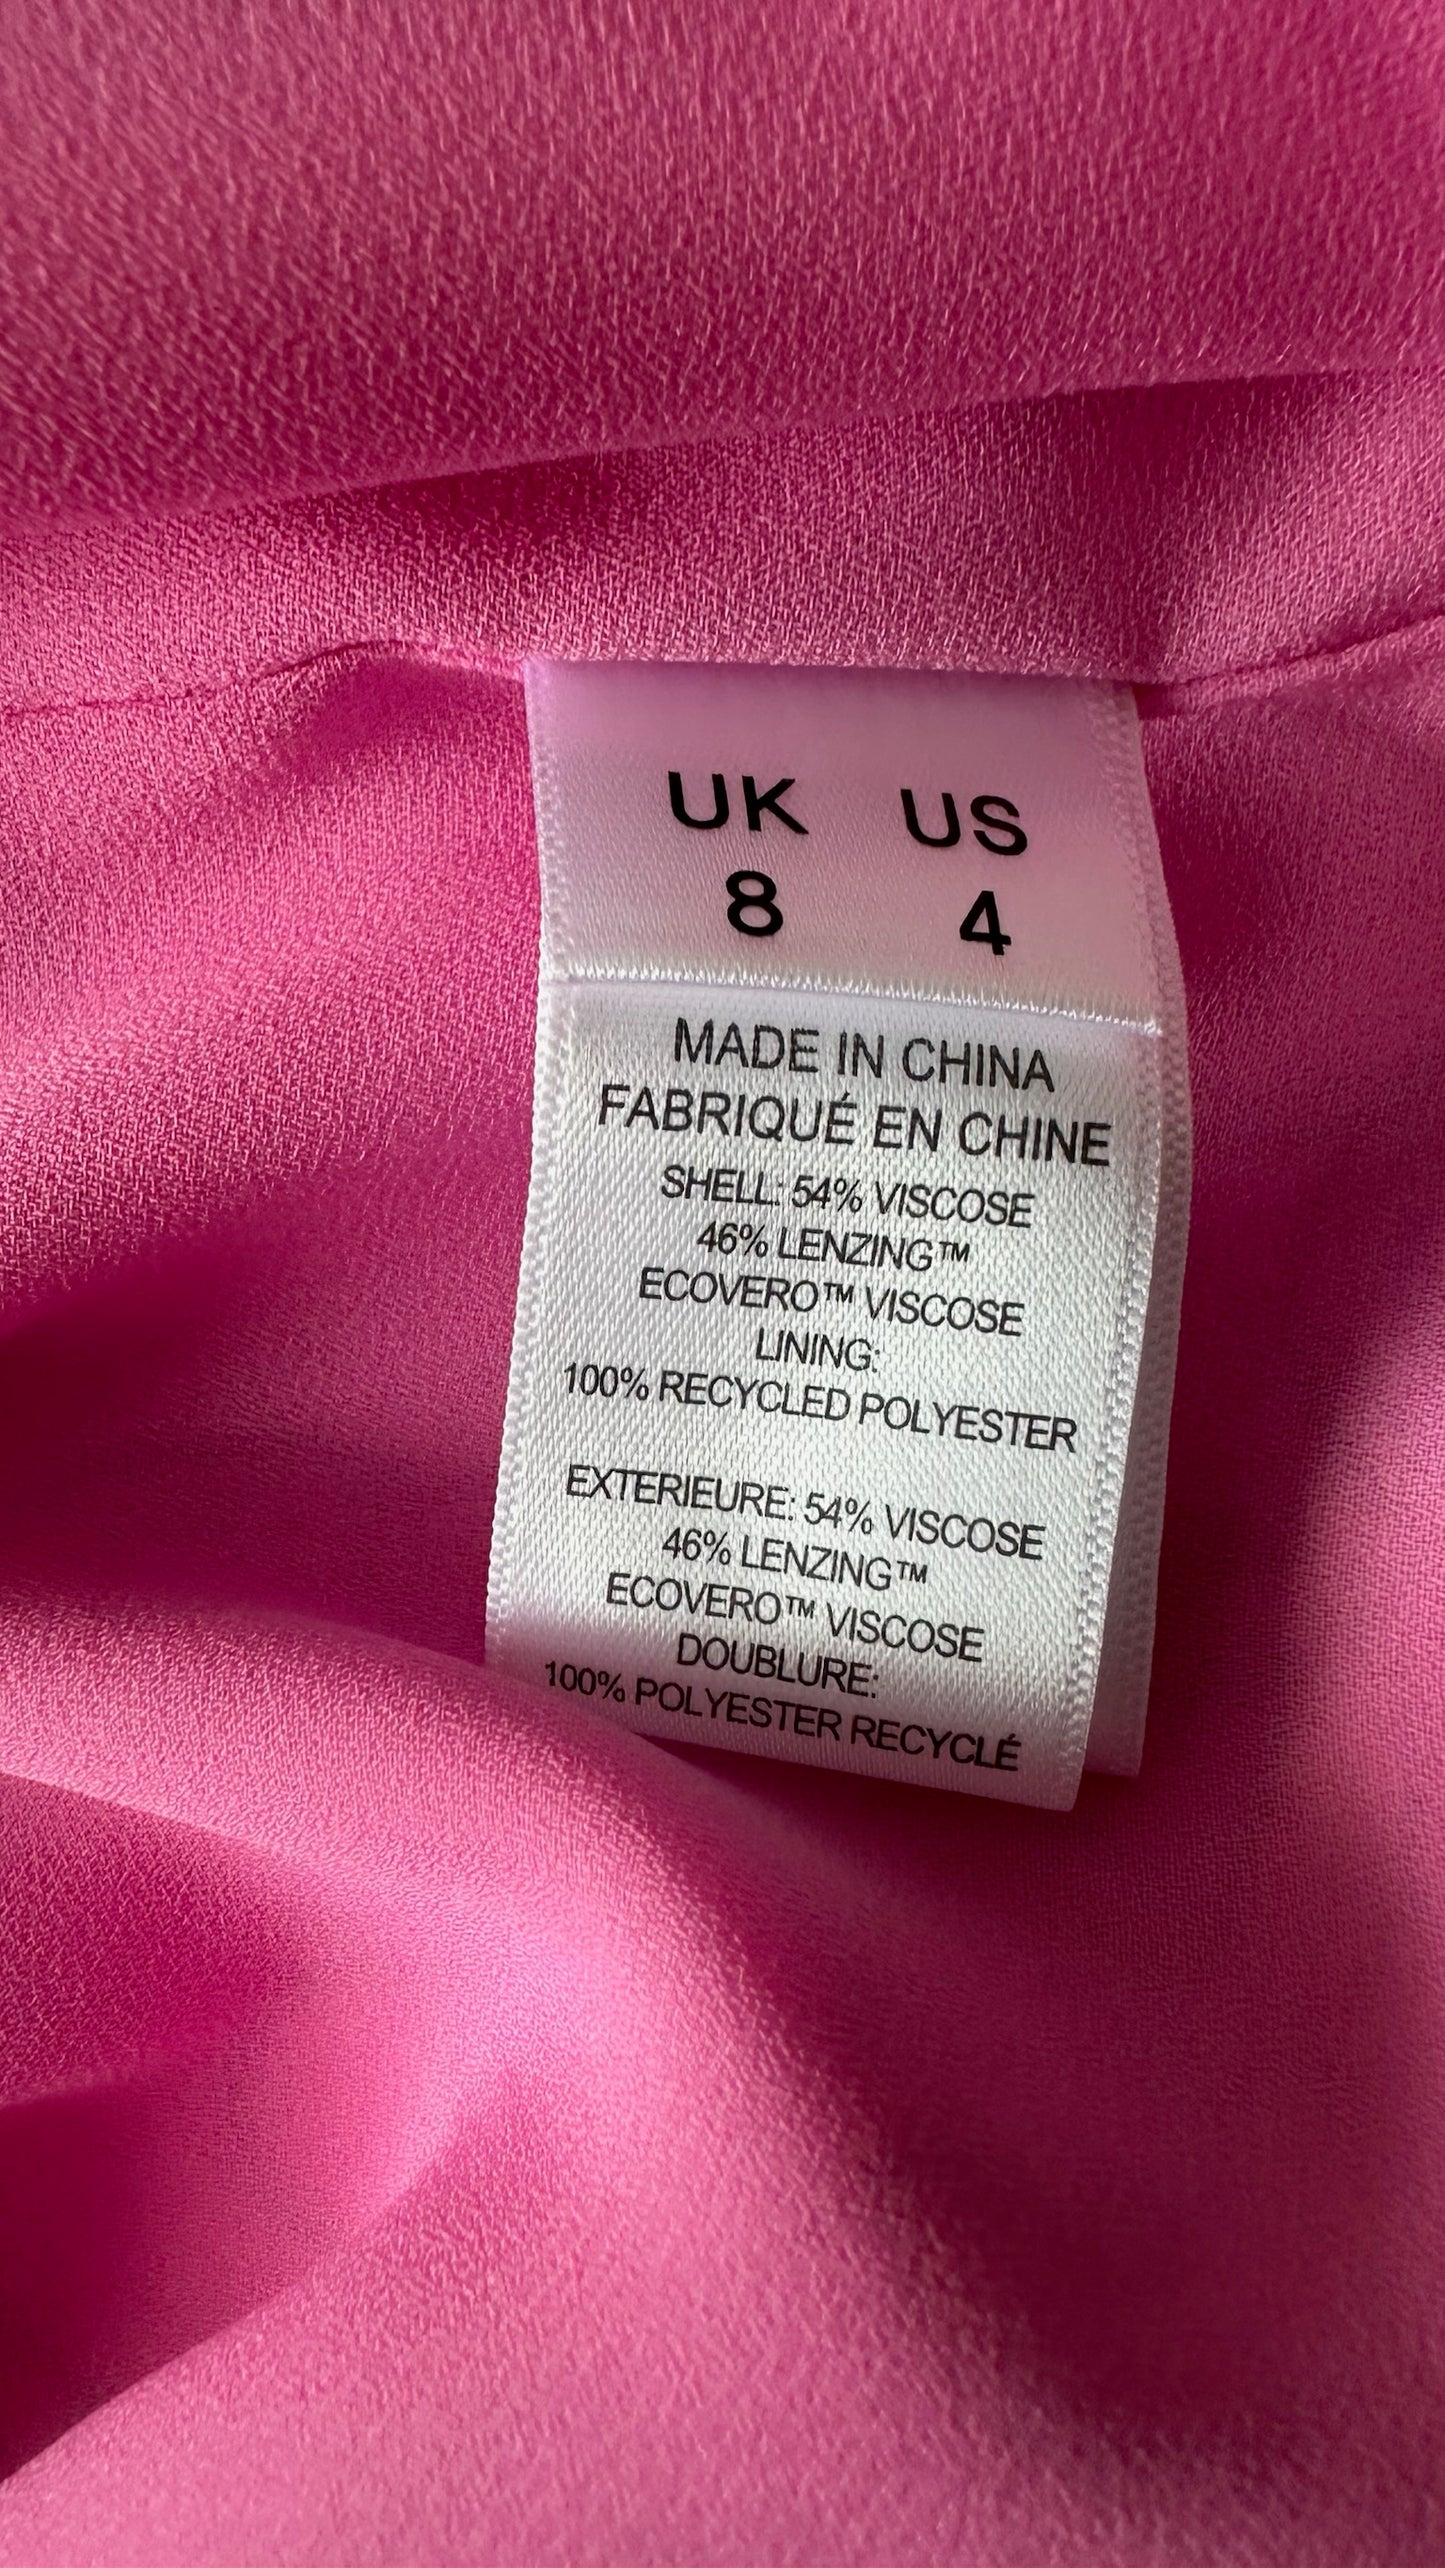 UK US
8 4
MADE IN CHINA
FABRIQUÉ EN CHINE
SHELL: 54% VISCOSE
46% LENZING™
ECOVERO™ VISCOSE
LINING:
100% RECYCLED POLYESTER
EXTERIEURE: 54% VISCOSE
46% LENZING™
ECOVERO™ VISCOSE
DOUBLURE:
100% POLYESTER RECYCLÉ